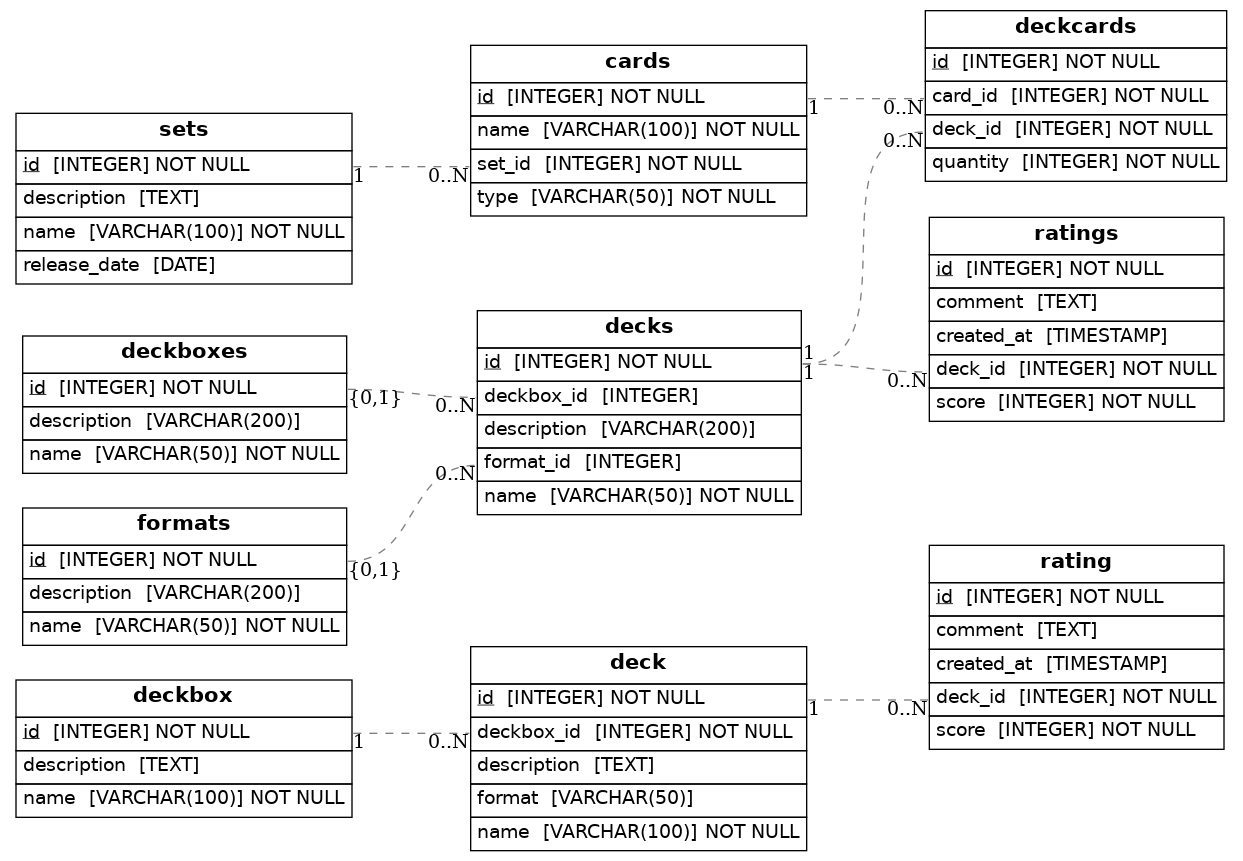 sets
id [INTEGER] NOT NULL
description [TEXT]
name [VARCHAR(100)] NOT NULL
release_date [DATE]
1
0..N
cards
id [INTEGER] NOT NULL
name [VARCHAR(100)] NOT NULL
set_id [INTEGER] NOT NULL
type [VARCHAR(50)] NOT NULL
1
0..N
0..N
deckcards
id [INTEGER] NOT NULL
card_id [INTEGER] NOT NULL
deck_id [INTEGER] NOT NULL
quantity [INTEGER] NOT NULL
deckboxes
id [INTEGER] NOT NULL
description [VARCHAR(200)]
name [VARCHAR(50)] NOT NULL
{0,1}
0..N
formats
id [INTEGER] NOT NULL
description [VARCHAR(200)]
name [VARCHAR(50)] NOT NULL
{0,1}
0..N
decks
id [INTEGER] NOT NULL
deckbox_id [INTEGER]
description [VARCHAR(200)]
format_id [INTEGER]
name [VARCHAR(50)] NOT NULL
1
1
0..N
ratings
id [INTEGER] NOT NULL
comment [TEXT]
created_at [TIMESTAMP]
deck_id [INTEGER] NOT NULL
score [INTEGER] NOT NULL
deckbox
id [INTEGER] NOT NULL
description [TEXT]
name [VARCHAR(100)] NOT NULL
1
0..N
deck
id [INTEGER] NOT NULL
deckbox_id [INTEGER] NOT NULL
description [TEXT]
format [VARCHAR(50)]
name [VARCHAR(100)] NOT NULL
1
0..N
rating
id [INTEGER] NOT NULL
comment [TEXT]
created_at [TIMESTAMP]
deck_id [INTEGER] NOT NULL
score [INTEGER] NOT NULL